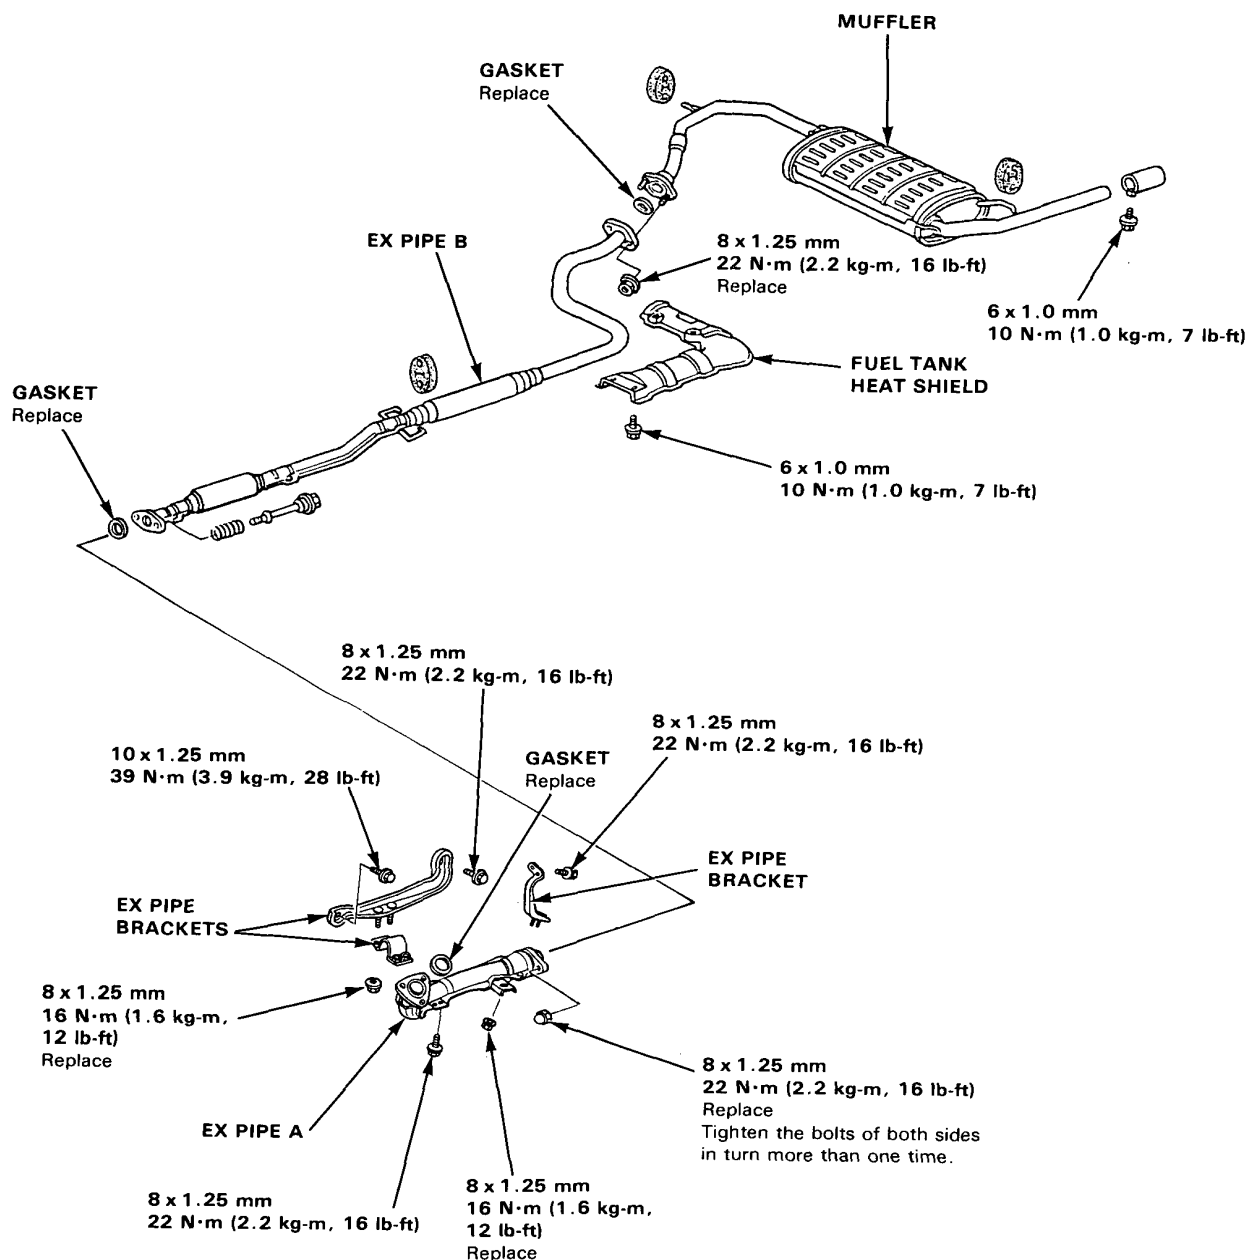 MUFFLER
GASKET
Replace
EX PIPE B
8 x 1.25 mm
22 N·m (2.2 kg-m, 16 lb-ft)
Replace
6 x 1.0 mm
10 N·m (1.0 kg-m, 7 lb-ft)
FUEL TANK
HEAT SHIELD
GASKET
Replace
6 x 1.0 mm
10 N·m (1.0 kg-m, 7 lb-ft)
8 x 1.25 mm
22 N·m (2.2 kg-m, 16 lb-ft)
8 x 1.25 mm
22 N·m (2.2 kg-m, 16 lb-ft)
10 x 1.25 mm
39 N·m (3.9 kg-m, 28 lb-ft)
GASKET
Replace
EX PIPE
BRACKET
EX PIPE
BRACKETS
8 x 1.25 mm
16 N·m (1.6 kg-m,
12 lb-ft)
Replace
8 x 1.25 mm
22 N·m (2.2 kg-m, 16 lb-ft)
Replace
Tighten the bolts of both sides
in turn more than one time.
EX PIPE A
8 x 1.25 mm
22 N·m (2.2 kg-m, 16 lb-ft)
8 x 1.25 mm
16 N·m (1.6 kg-m,
12 lb-ft)
Replace